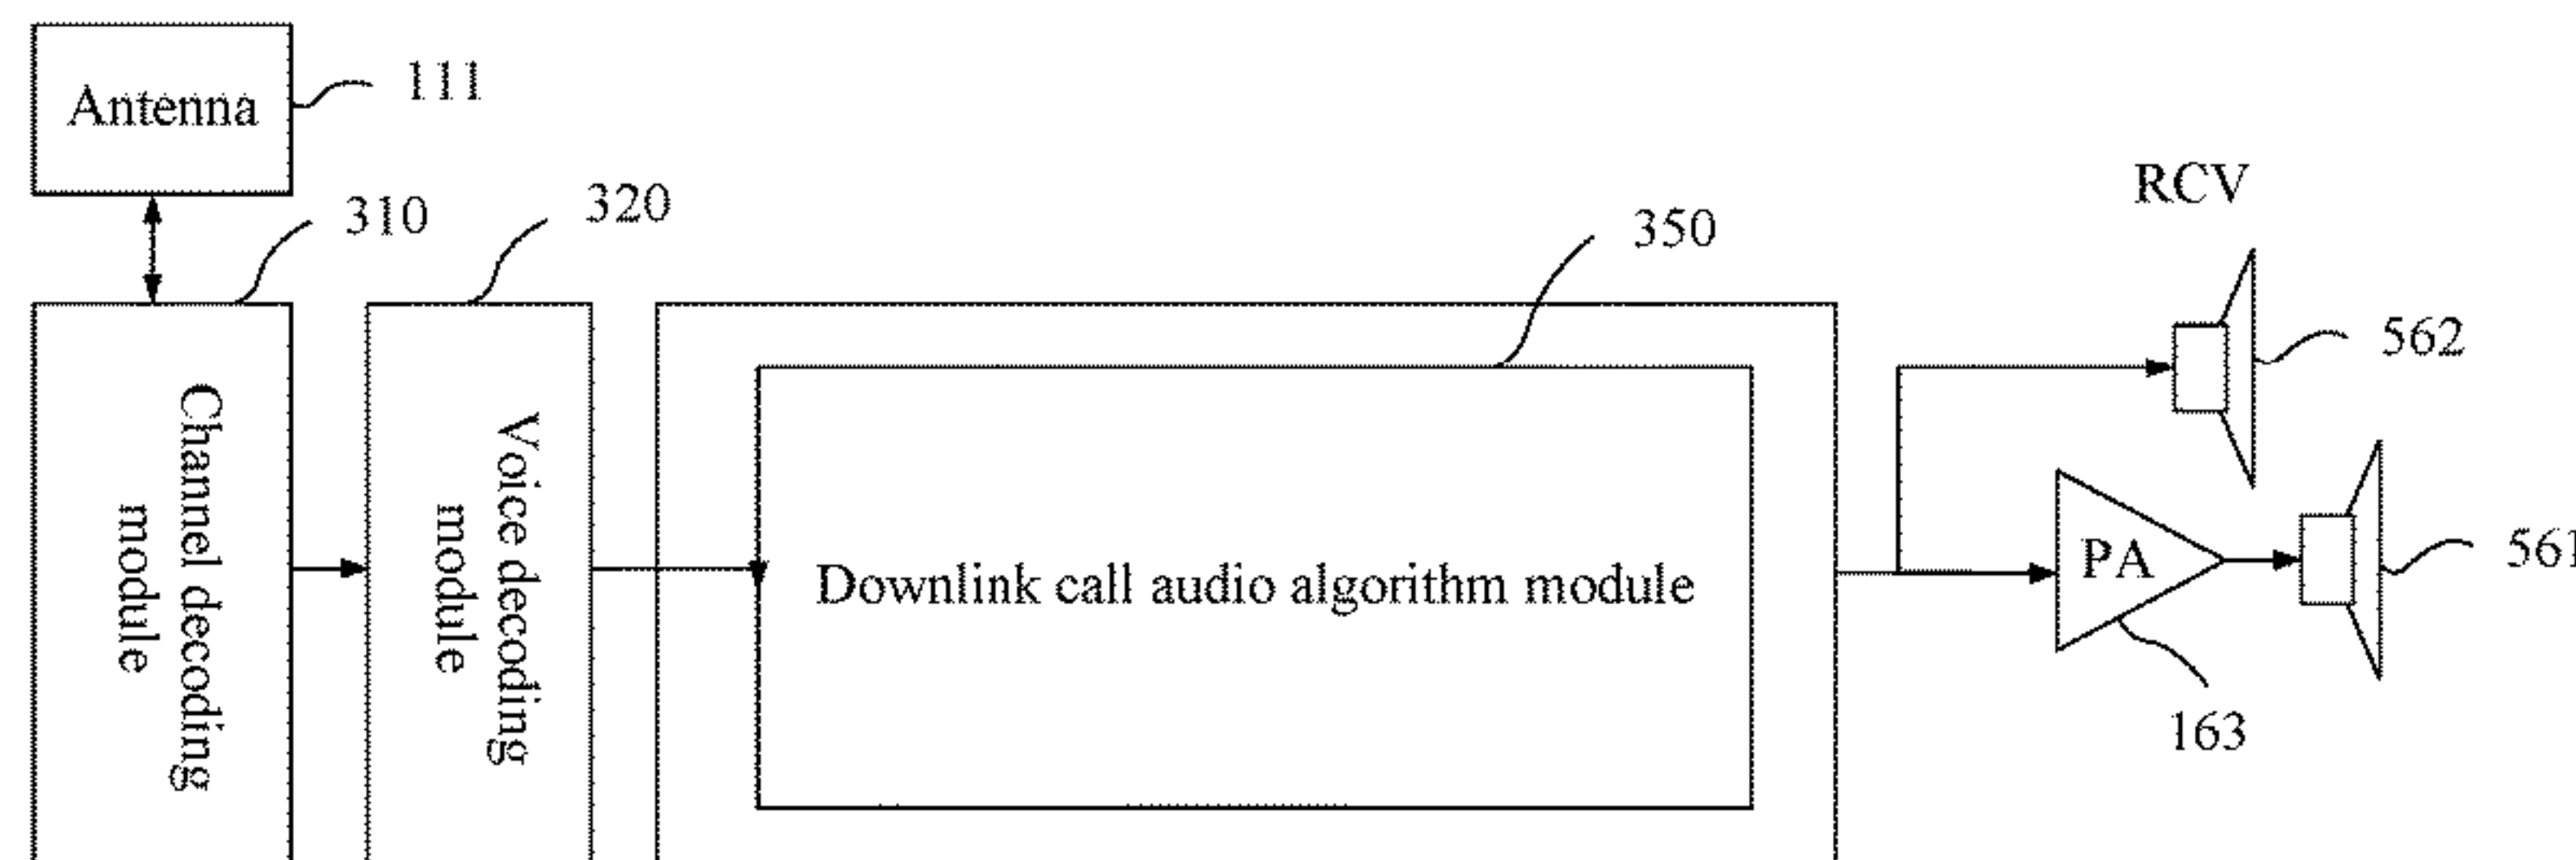 Antenna
111
310
320
350
RCV
562
Channel decoding
module
Voice decoding
module
Downlink call audio algorithm module
PA
561
163